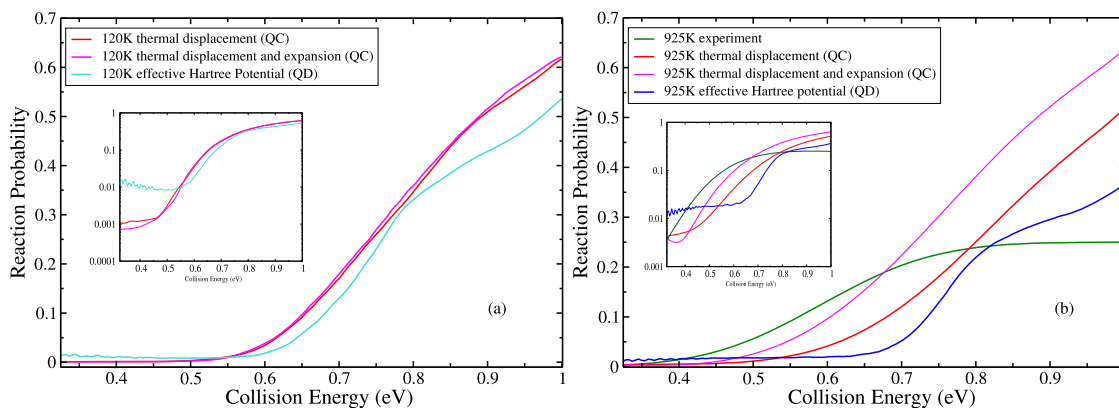 0.7
0.6
0.5
0.4
0.3
0.2
0.1
0
Reaction Probability
120K thermal displacement (QC)
120K thermal displacement and expansion (QC)
120K effective Hartree Potential (QD)
1
0.1
0.01
0.001
0.0001
0.4 0.5 0.6 0.7 0.8 0.9 1
Collision Energy (eV)
(a)
0.4 0.5 0.6 0.7 0.8 0.9 1
Collision Energy (eV)
0.7
0.6
0.5
0.4
0.3
0.2
0.1
0
Reaction Probability
925K experiment
925K thermal displacement (QC)
925K thermal displacement and expansion (QC)
925K effective Hartree potential (QD)
1
0.1
0.01
0.001
0.4 0.5 0.6 0.7 0.8 0.9 1
Collision Energy (eV)
(b)
0.4 0.5 0.6 0.7 0.8 0.9
Collision Energy (eV)